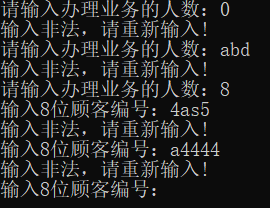 请输入办理业务的人数：0
输入非法，请重新输入！
请输入办理业务的人数：abd
输入非法，请重新输入！
请输入办理业务的人数：8
输入8位顾客编号：4as5
输入非法，请重新输入！
输入8位顾客编号：a4444
输入非法，请重新输入！
输入8位顾客编号：